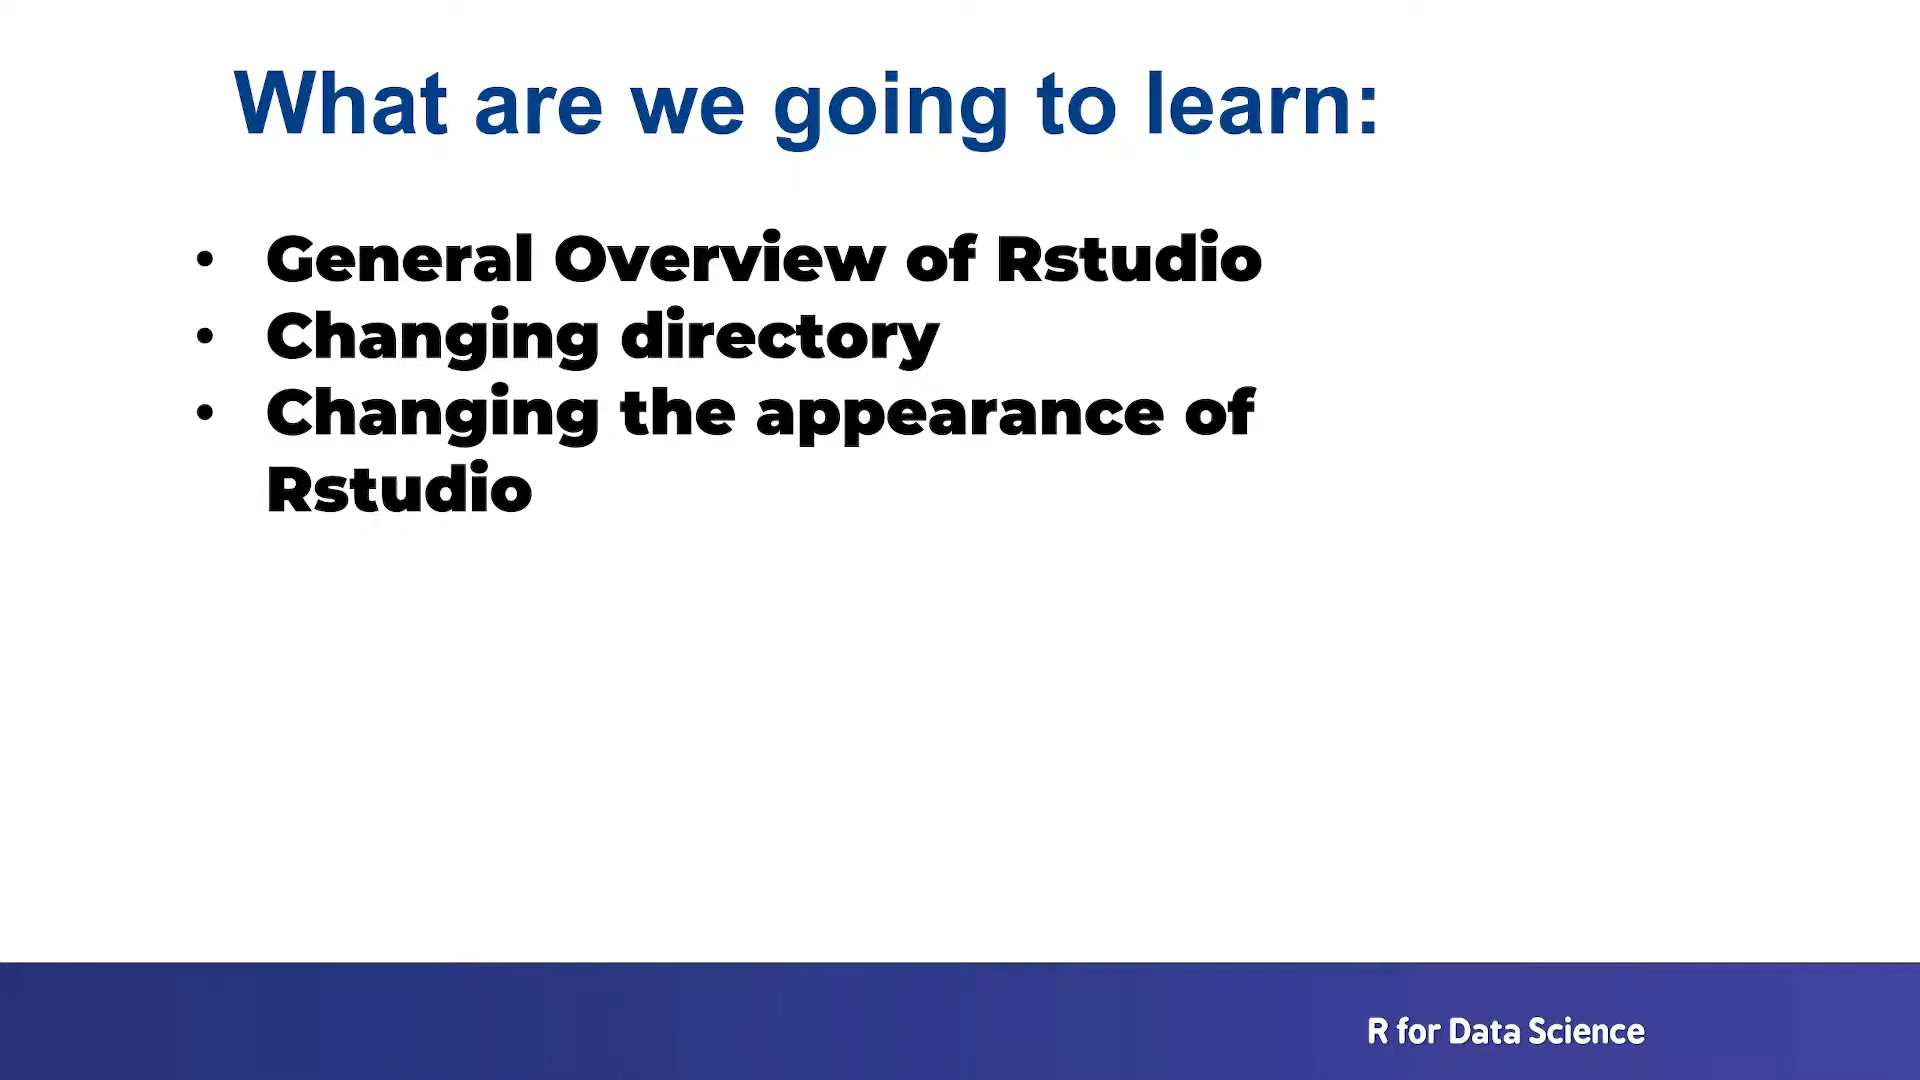 What are we going to learn:
• General Overview of Rstudio
• Changing directory
• Changing the appearance of
Rstudio
R for Data Science